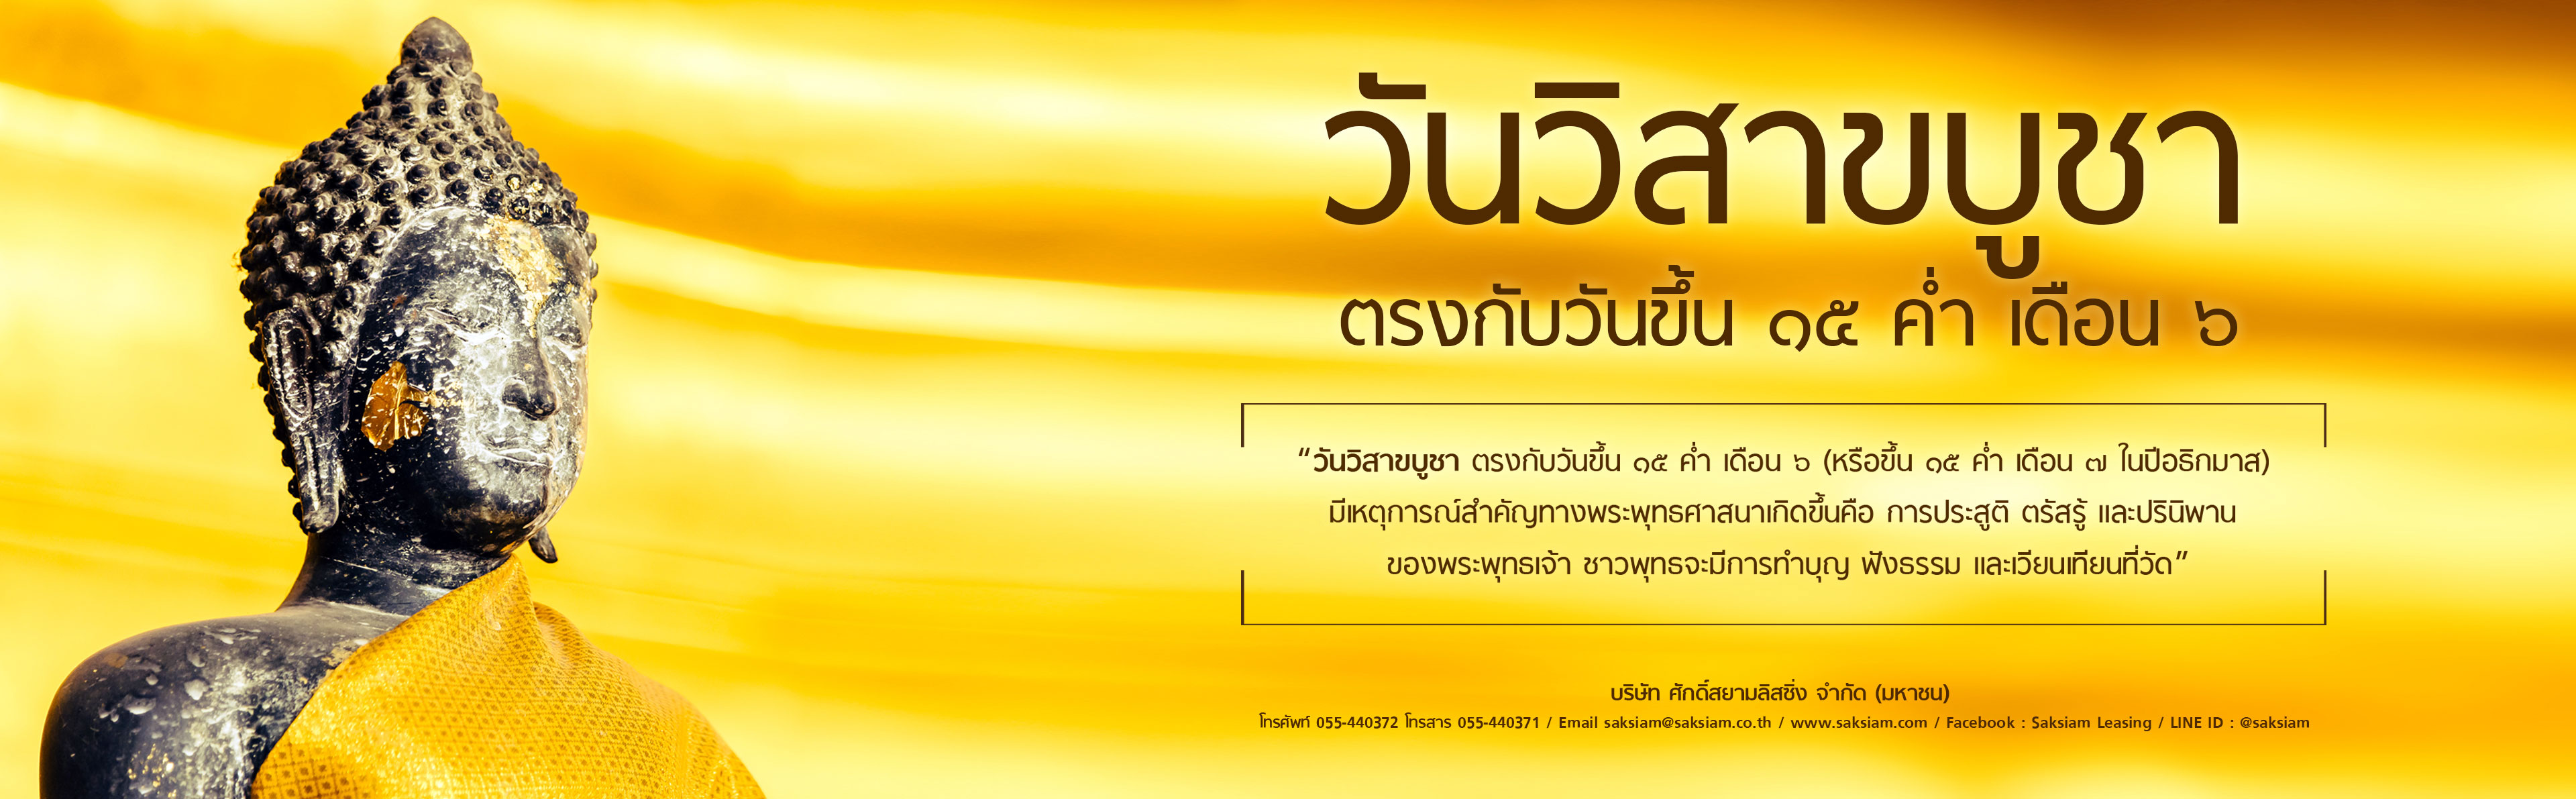 วันวิสาขบูชา
ตรงกับวันขึ้น ๑๕ ค่ำ เดือน ๖
“วันวิสาขบูชา ตรงกับวันขึ้น ๑๕ ค่ำ เดือน ๖ (หรือขึ้น ๑๕ ค่ำ เดือน ๗ ในปีอธิกมาส)
มีเหตุการณ์สำคัญทางพระพุทธศาสนาเกิดขึ้นคือ การประสูติ ตรัสรู้ และปรินิพาน
ของพระพุทธเจ้า ชาวพุทธจะมีการทำบุญ ฟังธรรม และเวียนเทียนที่วัด”
บริษัท ศักดิ์สยามลิสซิ่ง จำกัด (มหาชน)
โทรศัพท์ 055-440372 โทรสาร 055-440371 / Email saksiam@saksiam.co.th / www.saksiam.com / Facebook : Saksiam Leasing / LINE ID : @saksiam